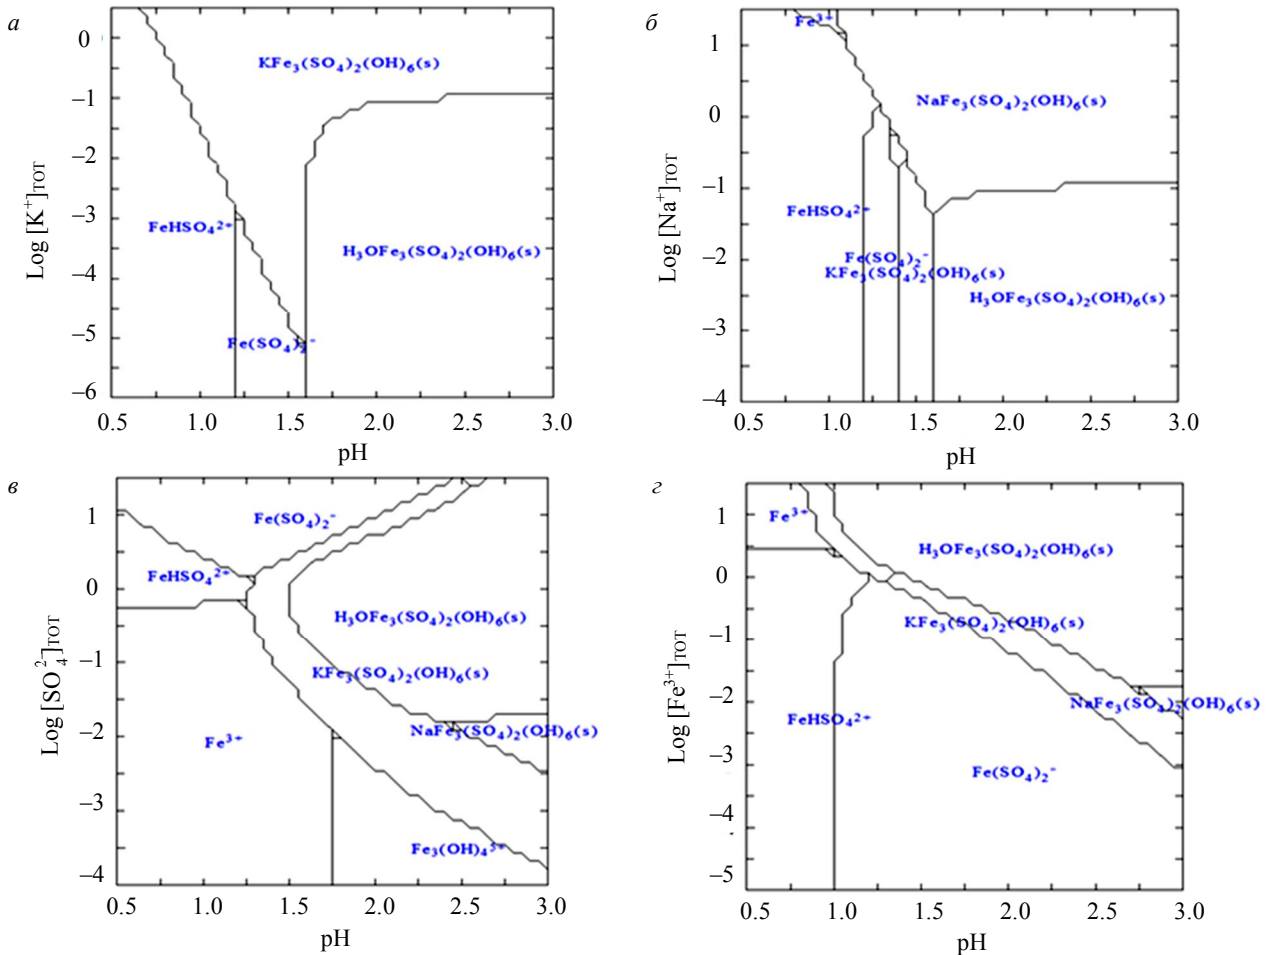 а
Log [K⁺]TOT
0
–1
–2
–3
–4
–5
–6
KFe₃(SO₄)₂(OH)₆(s)
FeHSO₄²⁺
H₃OFe₃(SO₄)₂(OH)₆(s)
Fe(SO₄)₂⁻
0.5 1.0 1.5 2.0 2.5 3.0
pH
б
Log [Na⁺]TOT
1
0
–1
–2
–3
–4
Fe³⁺
NaFe₃(SO₄)₂(OH)₆(s)
FeHSO₄²⁺
Fe(SO₄)₂⁻
KFe₃(SO₄)₂(OH)₆(s)
H₃OFe₃(SO₄)₂(OH)₆(s)
0.5 1.0 1.5 2.0 2.5 3.0
pH
в
Log [SO₄²⁻]TOT
1
0
–1
–2
–3
–4
Fe(SO₄)₂⁻
FeHSO₄²⁺
H₃OFe₃(SO₄)₂(OH)₆(s)
KFe₃(SO₄)₂(OH)₆(s)
NaFe₃(SO₄)₂(OH)₆(s)
Fe³⁺
Fe₃(OH)₄⁵⁺
0.5 1.0 1.5 2.0 2.5 3.0
pH
г
Log [Fe³⁺]TOT
1
0
–1
–2
–3
–4
–5
Fe³⁺
H₃OFe₃(SO₄)₂(OH)₆(s)
KFe₃(SO₄)₂(OH)₆(s)
NaFe₃(SO₄)₂(OH)₆(s)
FeHSO₄²⁺
Fe(SO₄)₂⁻
0.5 1.0 1.5 2.0 2.5 3.0
pH